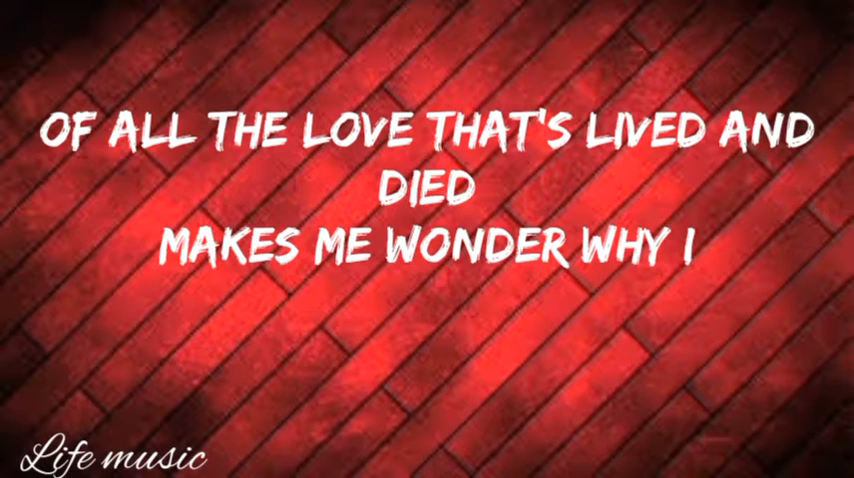 OF ALL THE LOVE THAT'S LIVED AND
DIED
MAKES ME WONDER WHY I
Life music